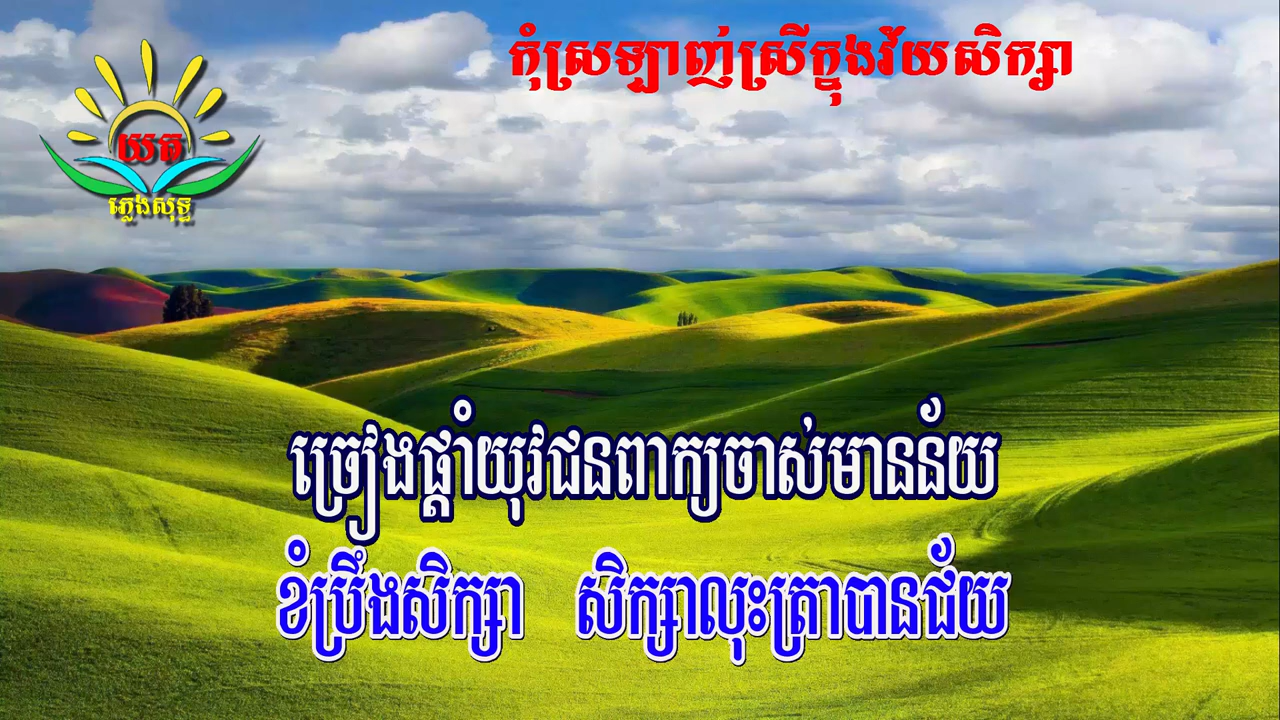 កុំស្រឡាញ់ស្រីក្នុងវ័យសិក្សា
យត
ភ្លេងសុទ្ធ
ច្រៀងផ្ដាំយុវជនពាក្យចាស់មានន័យ
ខំប្រឹងសិក្សា សិក្សាលុះត្រាបានជ័យ